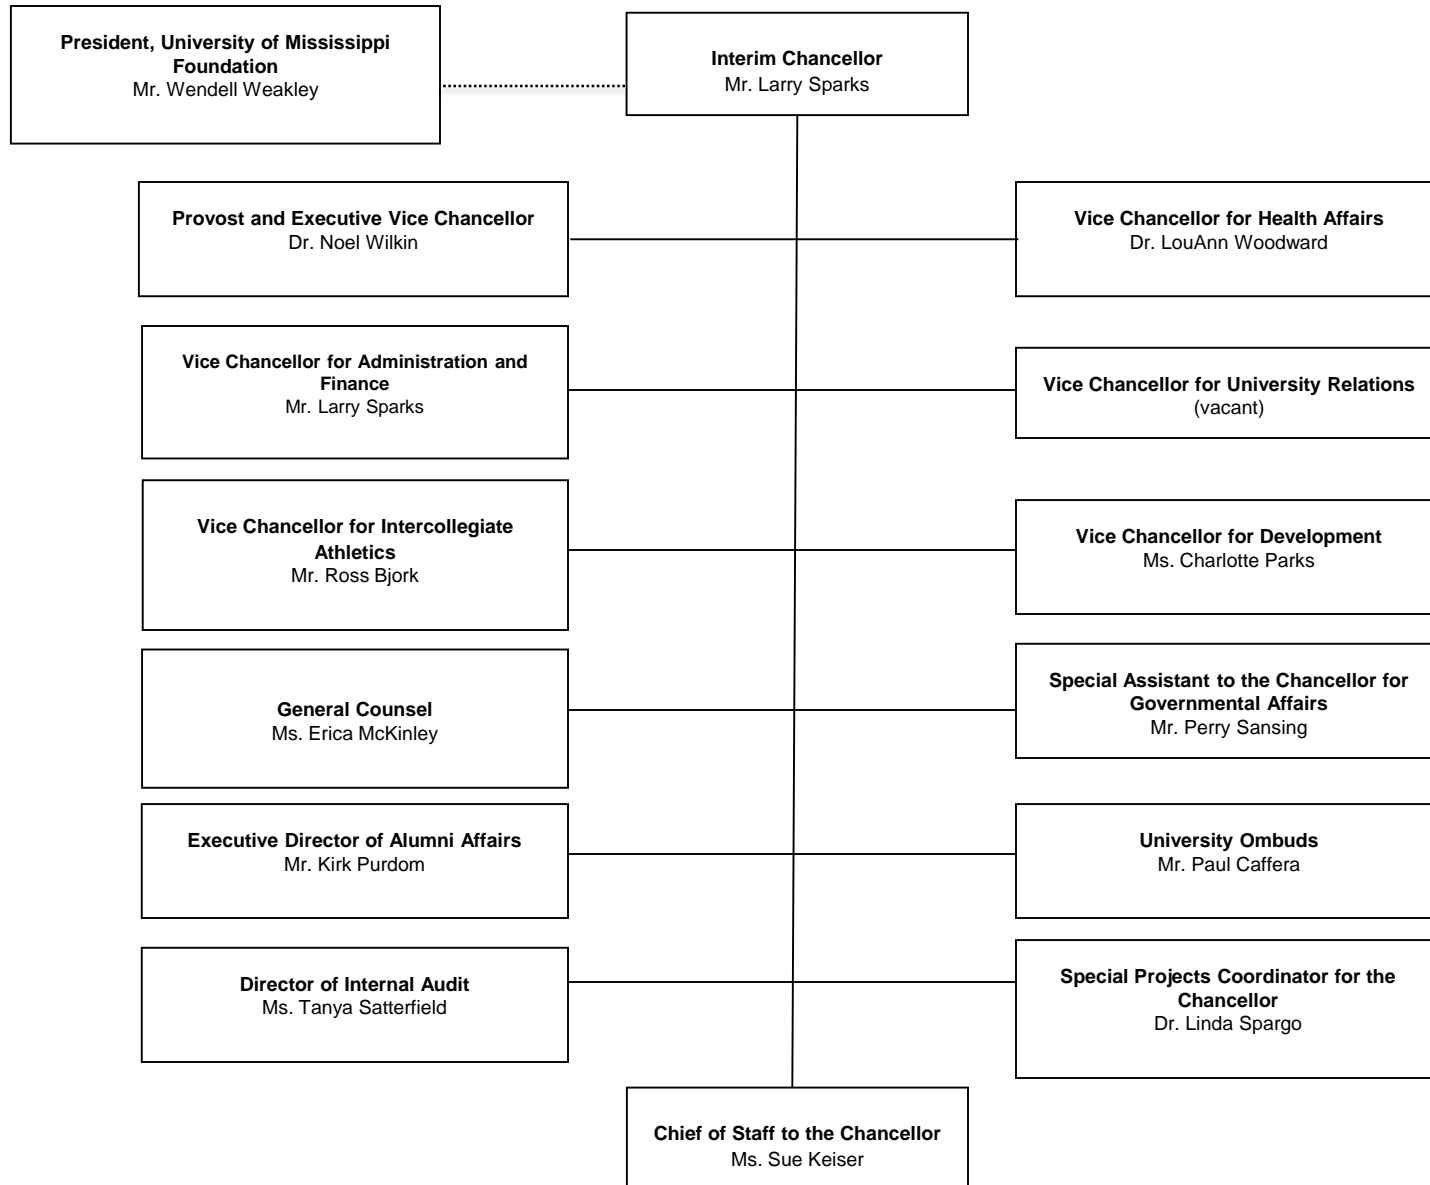 President, University of Mississippi
Foundation
Mr. Wendell Weakley
Interim Chancellor
Mr. Larry Sparks
Provost and Executive Vice Chancellor
Dr. Noel Wilkin
Vice Chancellor for Health Affairs
Dr. LouAnn Woodward
Vice Chancellor for Administration and
Finance
Mr. Larry Sparks
Vice Chancellor for University Relations
(vacant)
Vice Chancellor for Intercollegiate
Athletics
Mr. Ross Bjork
Vice Chancellor for Development
Ms. Charlotte Parks
General Counsel
Ms. Erica McKinley
Special Assistant to the Chancellor for
Governmental Affairs
Mr. Perry Sansing
Executive Director of Alumni Affairs
Mr. Kirk Purdom
University Ombuds
Mr. Paul Caffera
Director of Internal Audit
Ms. Tanya Satterfield
Special Projects Coordinator for the
Chancellor
Dr. Linda Spargo
Chief of Staff to the Chancellor
Ms. Sue Keiser